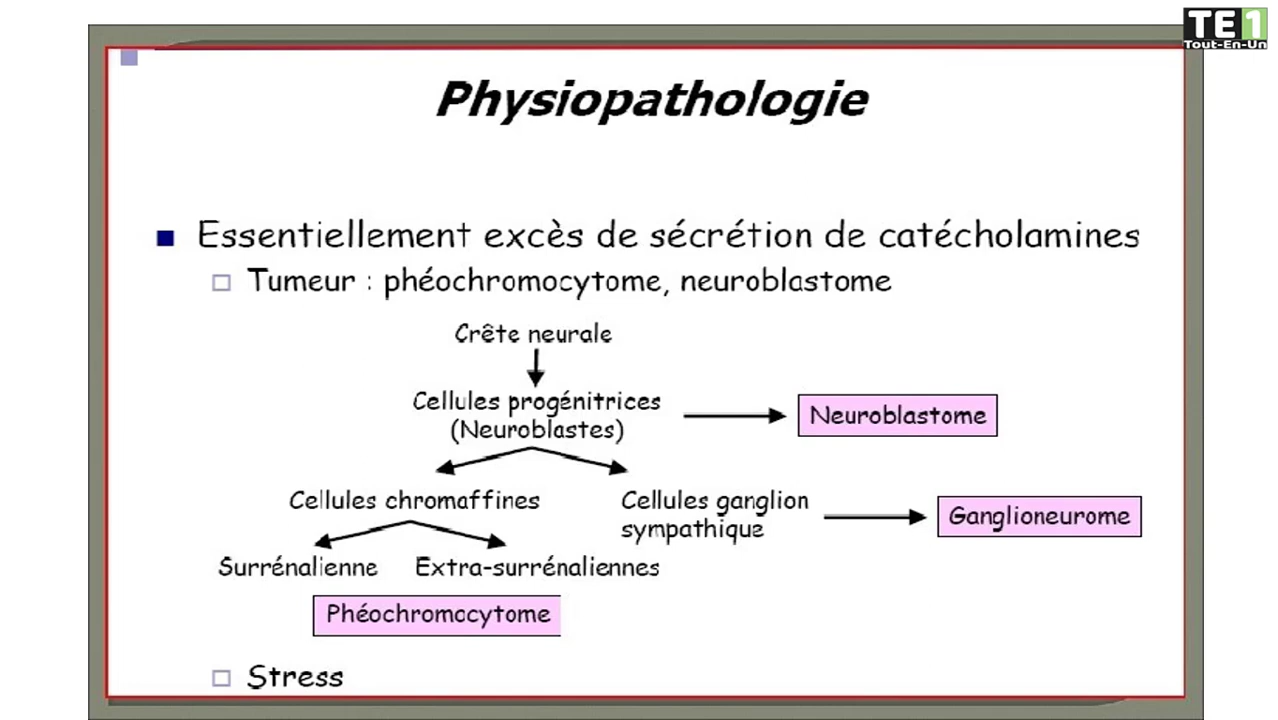 TE1
Tout-En-Un
Physiopathologie
Essentiellement excès de sécrétion de catécholamines
Tumeur : phéochromocytome, neuroblastome
Crête neurale
Cellules progénitrices
(Neuroblastes)
Neuroblastome
Cellules chromaffines
Cellules ganglion
sympathique
Ganglioneurome
Surrénalienne
Extra-surrénaliennes
Phéochromocytome
Stress